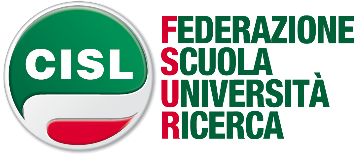 CISL
FEDERAZIONE
SCUOLA
UNIVERSITÀ
RICERCA